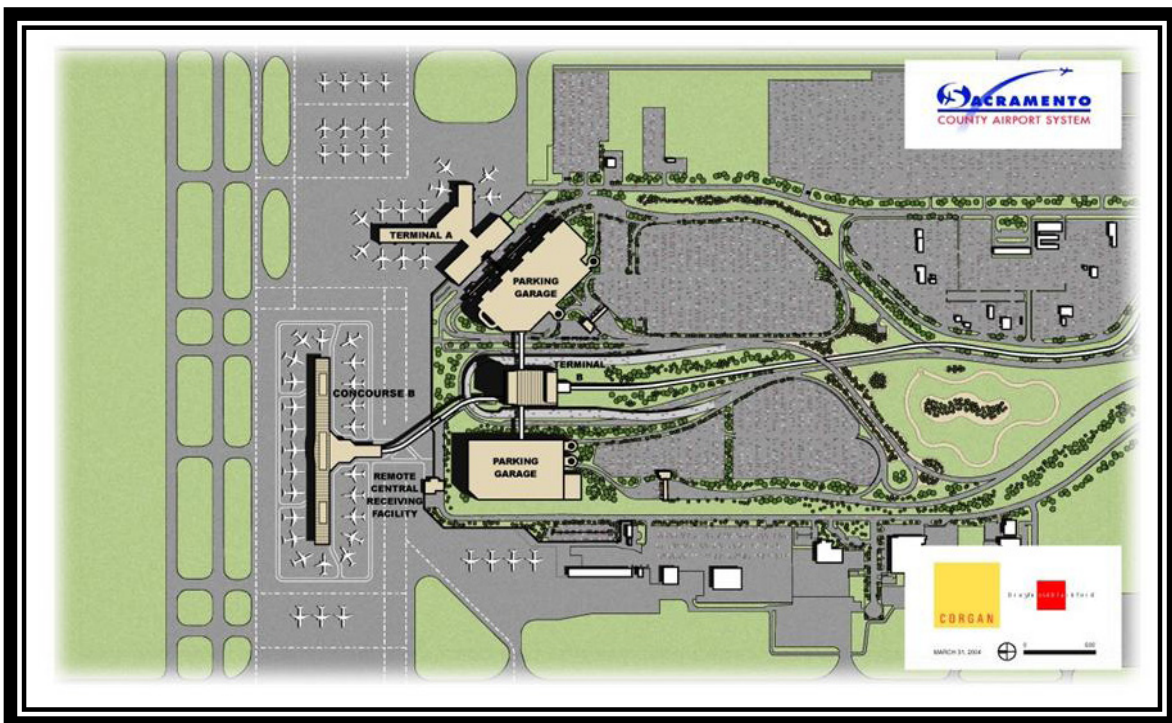 SACRAMENTO
COUNTY AIRPORT SYSTEM
TERMINAL A
PARKING
GARAGE
TERMINAL
B
CONCOURSE B
PARKING
GARAGE
REMOTE
CENTRAL
RECEIVING
FACILITY
CORGAN
MARCH 31, 2004
0